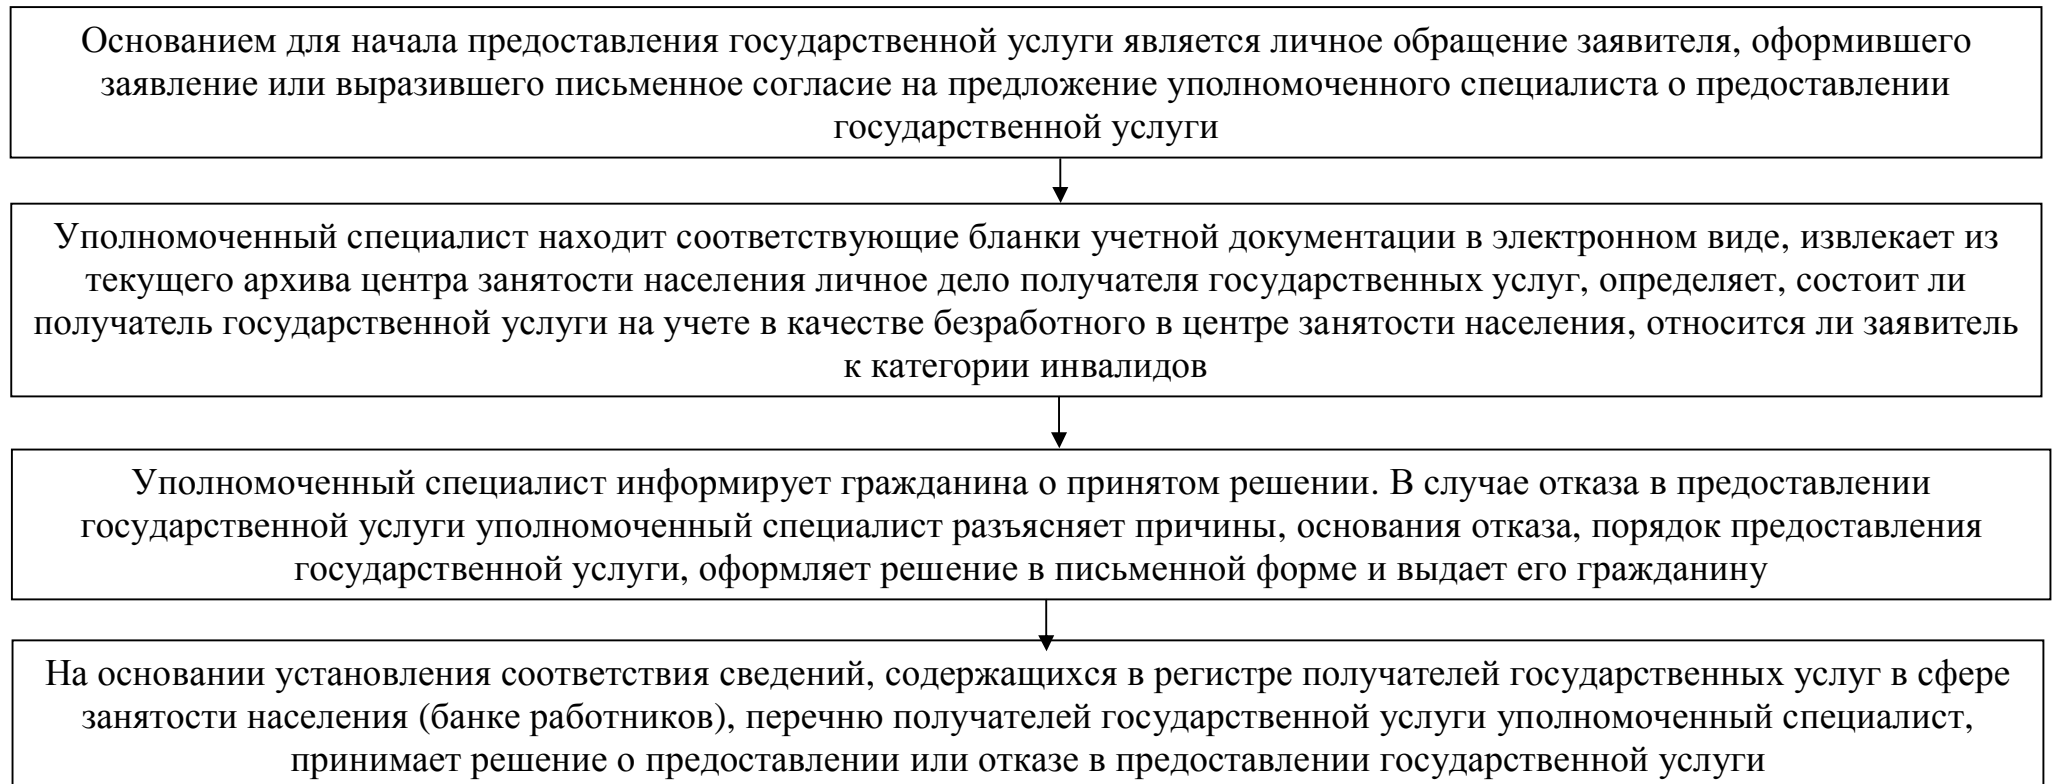 Основанием для начала предоставления государственной услуги является личное обращение заявителя, оформившего
заявление или выразившего письменное согласие на предложение уполномоченного специалиста о предоставлении
государственной услуги
Уполномоченный специалист находит соответствующие бланки учетной документации в электронном виде, извлекает из
текущего архива центра занятости населения личное дело получателя государственных услуг, определяет, состоит ли
получатель государственной услуги на учете в качестве безработного в центре занятости населения, относится ли заявитель
к категории инвалидов
Уполномоченный специалист информирует гражданина о принятом решении. В случае отказа в предоставлении
государственной услуги уполномоченный специалист разъясняет причины, основания отказа, порядок предоставления
государственной услуги, оформляет решение в письменной форме и выдает его гражданину
На основании установления соответствия сведений, содержащихся в регистре получателей государственных услуг в сфере
занятости населения (банке работников), перечню получателей государственной услуги уполномоченный специалист,
принимает решение о предоставлении или отказе в предоставлении государственной услуги